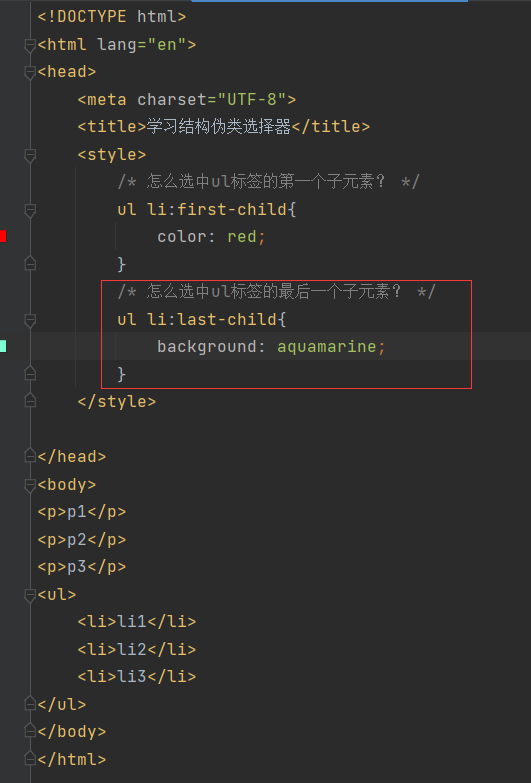 <!DOCTYPE html>
<html lang="en">
<head>
    <meta charset="UTF-8">
    <title>学习结构伪类选择器</title>
    <style>
        /* 怎么选中ul标签的第一个子元素？ */
        ul li:first-child{
            color: red;
        }
        /* 怎么选中ul标签的最后一个子元素？ */
        ul li:last-child{
            background: aquamarine;
        }
    </style>
</head>
<body>
<p>p1</p>
<p>p2</p>
<p>p3</p>
<ul>
    <li>li1</li>
    <li>li2</li>
    <li>li3</li>
</ul>
</body>
</html>